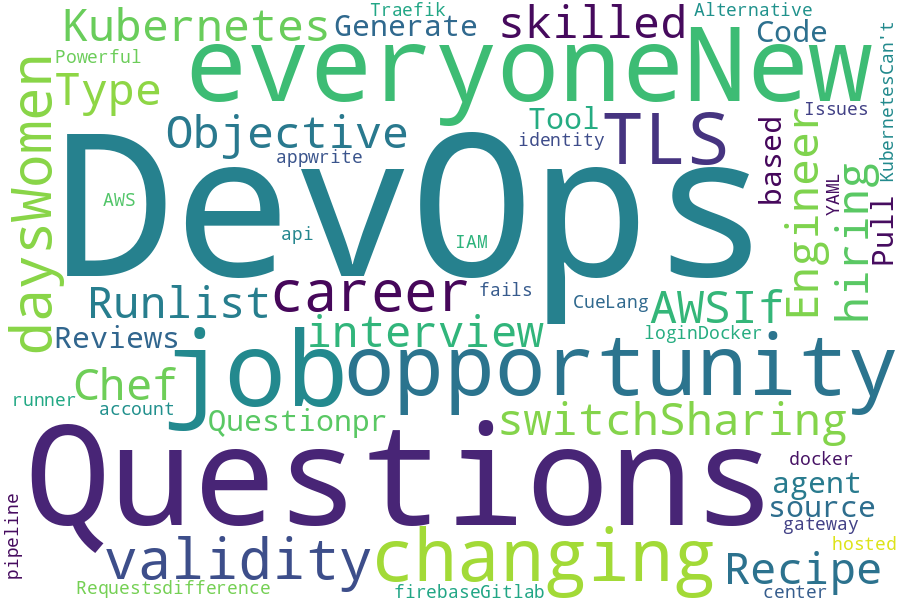 Traefik
Alternative
Kubernetes
Generate
skilled
Code
Powerful
everyoneNew
KubernetesCan't
daysWomen
Type
Issues
Objective
Tool
TLS
identity
appwrite
based
Engineer
YAML
hiring
Pull
DevOps
AWS
api
IAM
career
fails
CueLang
AWSIf
Runlist
Reviews
interview
loginDocker
job
opportunity
Chef
runner
account
Questionpr
switchSharing
Questions
docker
agent
source
gateway
pipeline
validity
changing
hosted
Recipe
Requestsdifference
firebaseGitlab
center